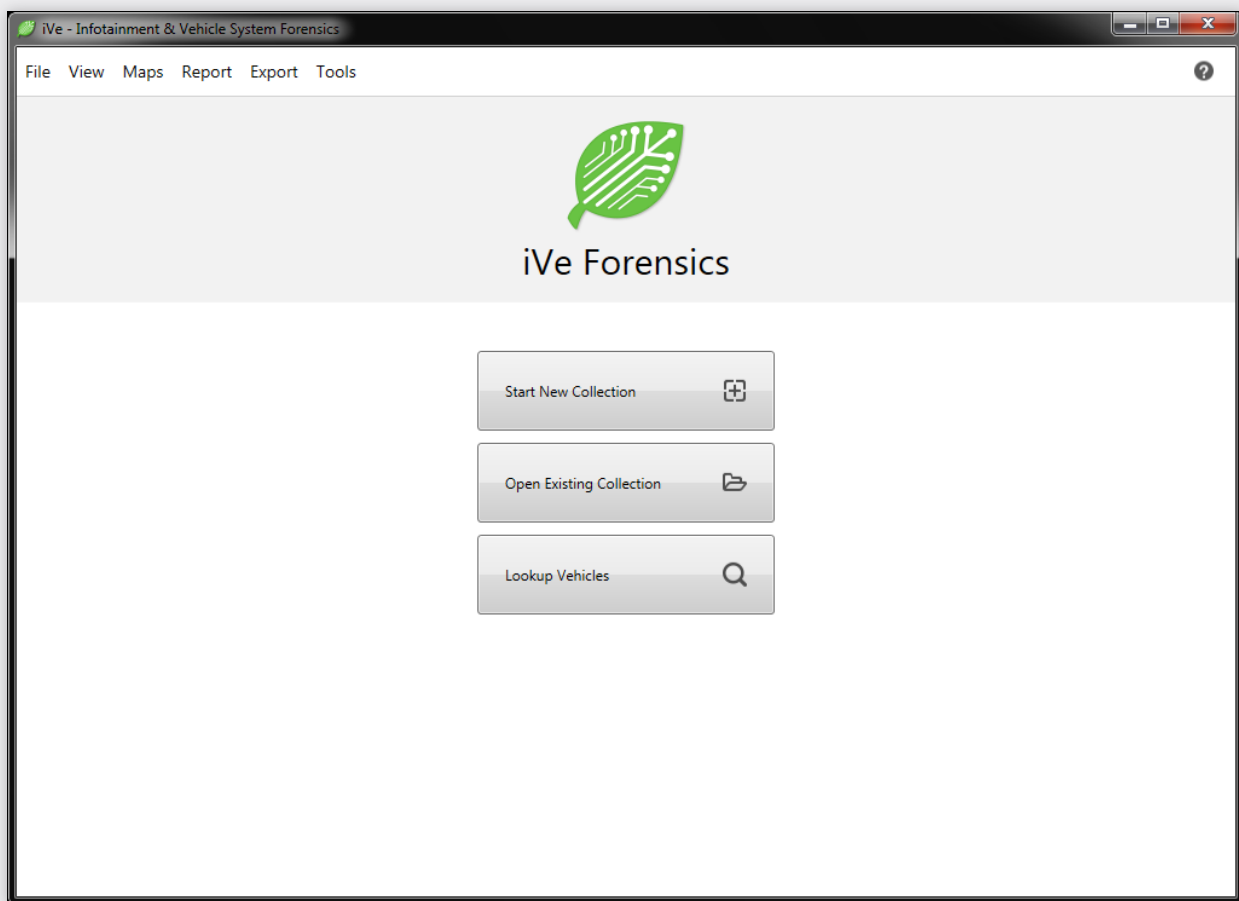 iVe - Infotainment & Vehicle System Forensics
File View Maps Report Export Tools
iVe Forensics
Start New Collection
Open Existing Collection
Lookup Vehicles